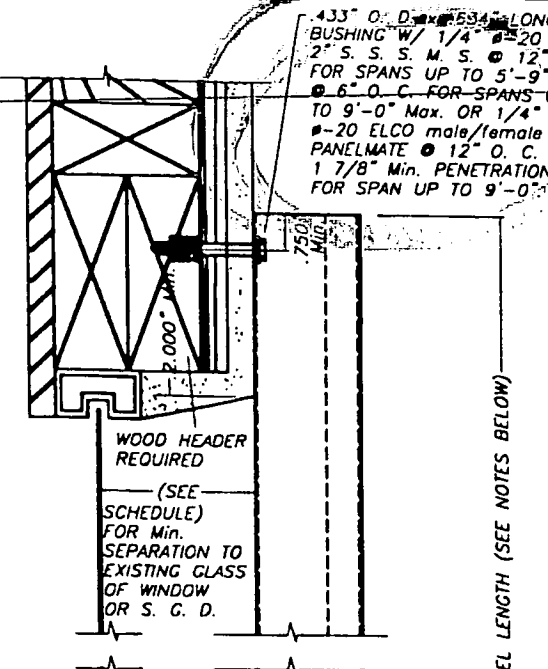 .433" O. D. x .534" LONG
BUSHING W/ 1/4" ø-20
2" S. S. S. M. S. @ 12"
FOR SPANS UP TO 5'-9"
@ 6" O. C. FOR SPANS
TO 9'-0" Max. OR 1/4"
ø-20 ELCO male/female
PANELMATE @ 12" O. C.
1 7/8" Min. PENETRATION
FOR SPAN UP TO 9'-0"
.750
Min.
2.000" Min.
WOOD HEADER
REQUIRED
(SEE
SCHEDULE)
FOR Min.
SEPARATION TO
EXISTING GLASS
OF WINDOW
OR S. G. D.
EL LENGTH (SEE NOTES BELOW)